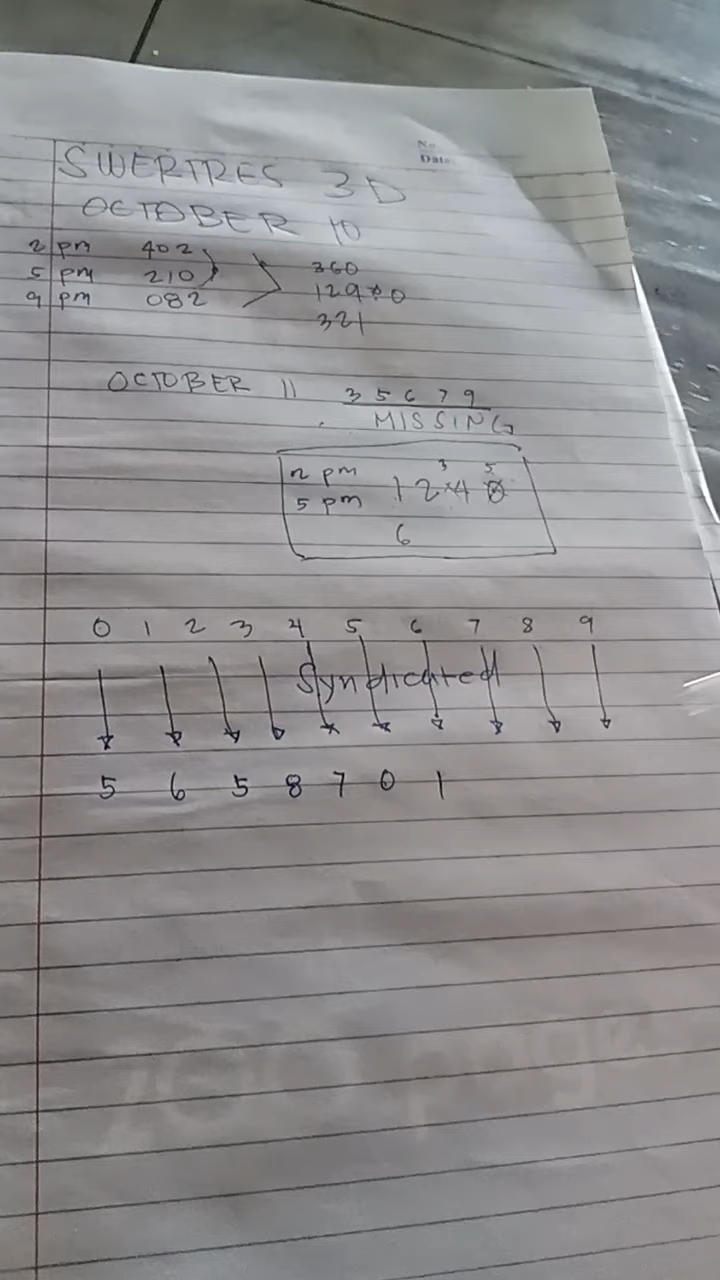 No.
Date
SWERTRES 3D
OCTOBER 10
2 pm 402
5 pm 210
9 pm 082
360
129
321
OCTOBER 11 3 5 6 7 9
MISSING
2 pm
5 pm
3 5
1 2 4
6
0 1 2 3 4 5 6 7 8 9
Syndicated
5 6 5 8 7 0 1